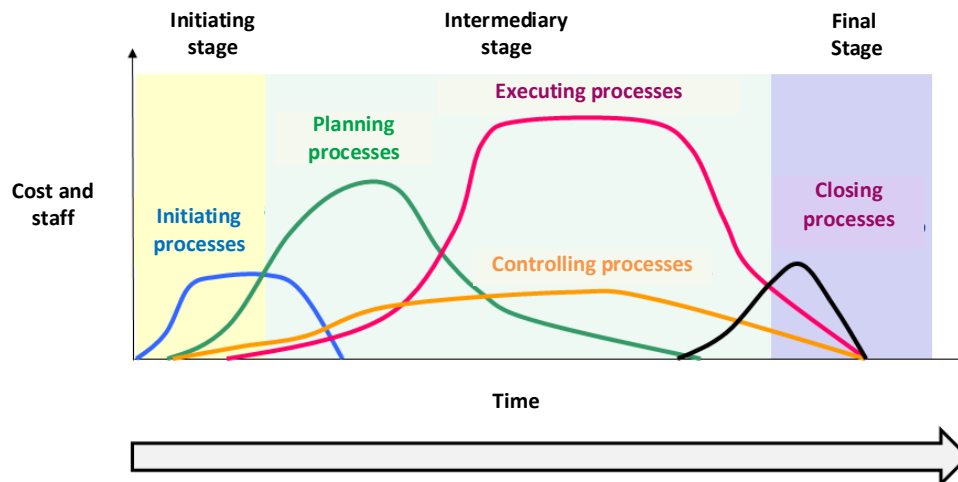 Initiating
stage
Intermediary
stage
Final
Stage
Executing processes
Planning
processes
Cost and
staff
Initiating
processes
Closing
processes
Controlling processes
Time